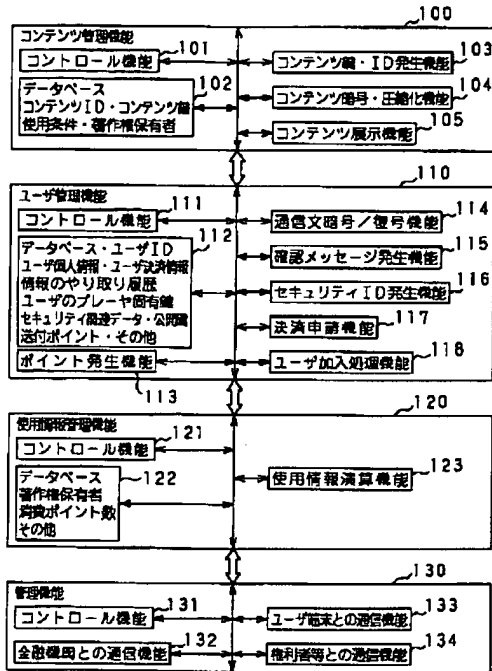 100
コンテンツ管理機能
101
コントロール機能
103
コンテンツ鍵・ID発生機能
102
データベース
コンテンツID・コンテンツ鍵
使用条件・著作権保有者
104
コンテンツ暗号・圧縮化機能
105
コンテンツ展示機能
110
ユーザ管理機能
111
コントロール機能
114
通信文暗号/復号機能
112
データベース・ユーザID
ユーザ個人情報・ユーザ決済情報
情報のやり取り履歴
ユーザのプレーヤ固有鍵
セキュリティ関連データ・公開鍵
送付ポイント・その他
115
確認メッセージ発生機能
116
セキュリティID発生機能
117
決済申請機能
ポイント発生機能
113
118
ユーザ加入処理機能
120
使用情報管理機能
121
コントロール機能
122
データベース
著作権保有者
消費ポイント数
その他
123
使用情報演算機能
130
管理機能
131
コントロール機能
133
ユーザ端末との通信機能
132
金融機関との通信機能
134
権利者等との通信機能